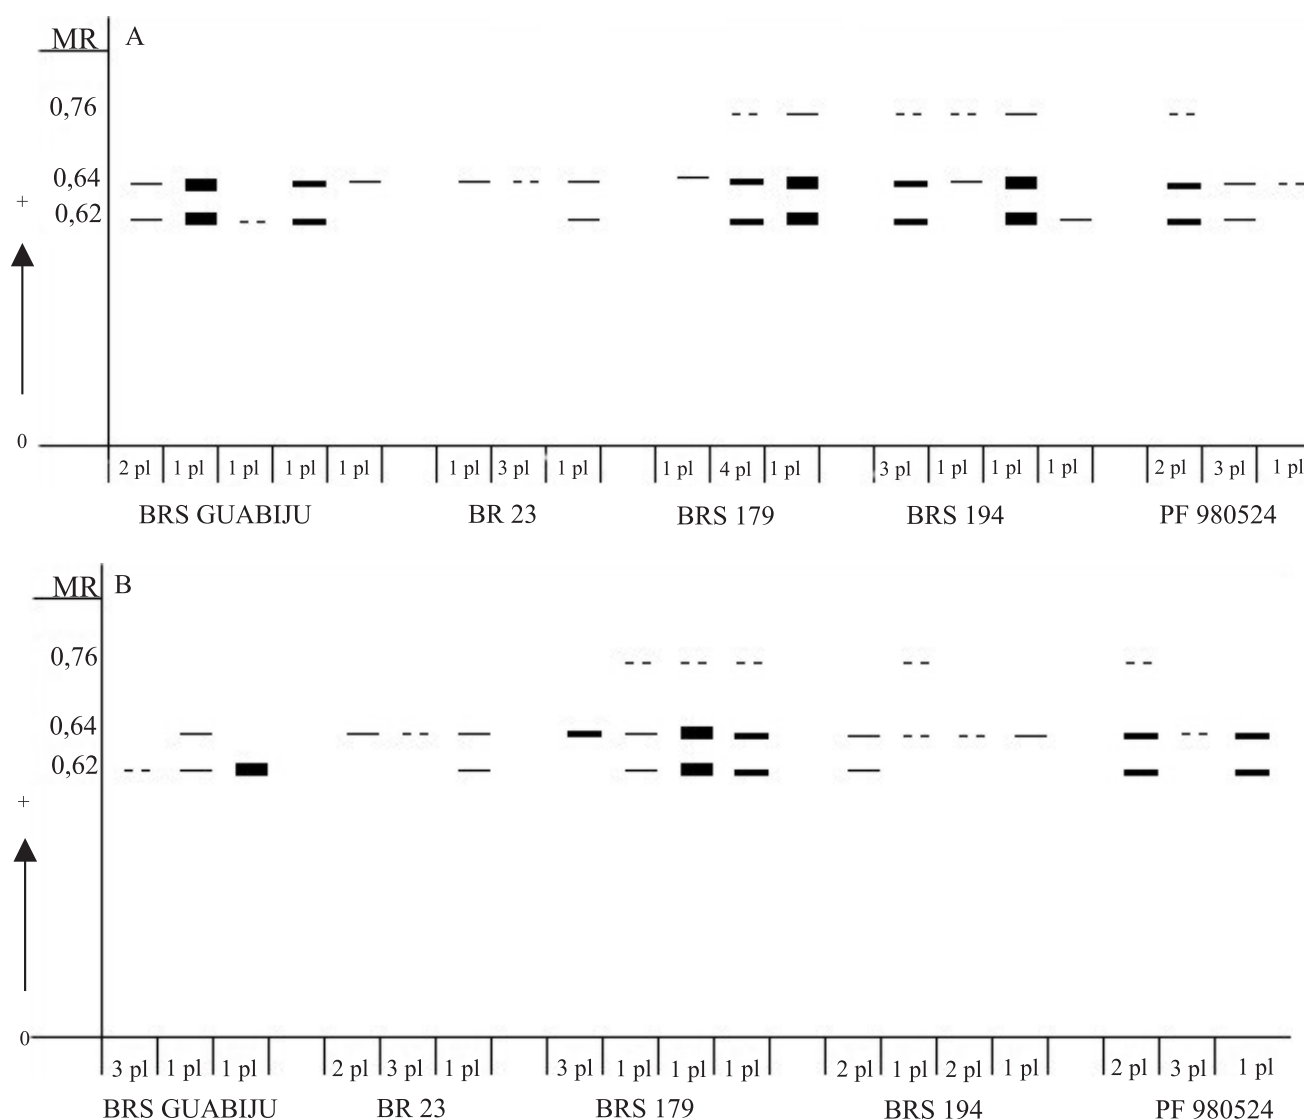 MR A
0,76
0,64
+
0,62
0
2 pl 1 pl 1 pl 1 pl 1 pl 1 pl 3 pl 1 pl 1 pl 4 pl 1 pl 3 pl 1 pl 1 pl 1 pl 2 pl 3 pl 1 pl
BRS GUABIJU BR 23 BRS 179 BRS 194 PF 980524
MR B
0,76
0,64
0,62
+
0
3 pl 1 pl 1 pl 2 pl 3 pl 1 pl 3 pl 1 pl 1 pl 1 pl 2 pl 1 pl 2 pl 1 pl 2 pl 3 pl 1 pl
BRS GUABIJU BR 23 BRS 179 BRS 194 PF 980524